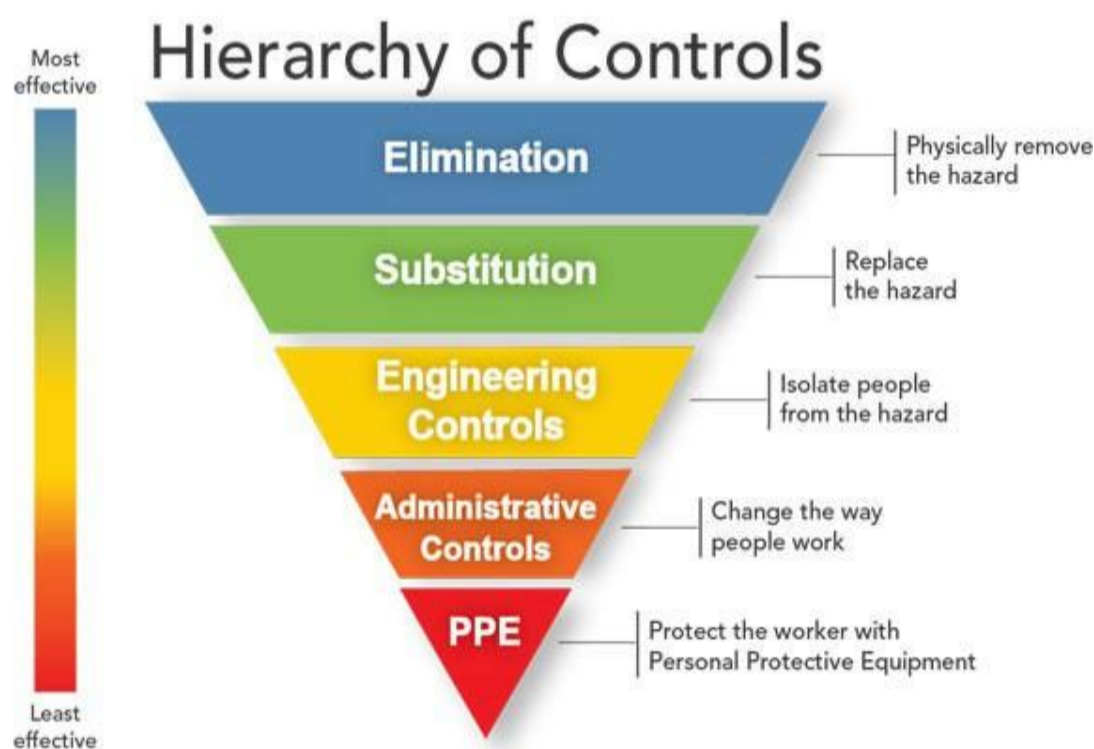 Hierarchy of Controls
Most
effective
Elimination
Physically remove
the hazard
Substitution
Replace
the hazard
Engineering
Controls
Isolate people
from the hazard
Administrative
Controls
Change the way
people work
PPE
Protect the worker with
Personal Protective Equipment
Least
effective